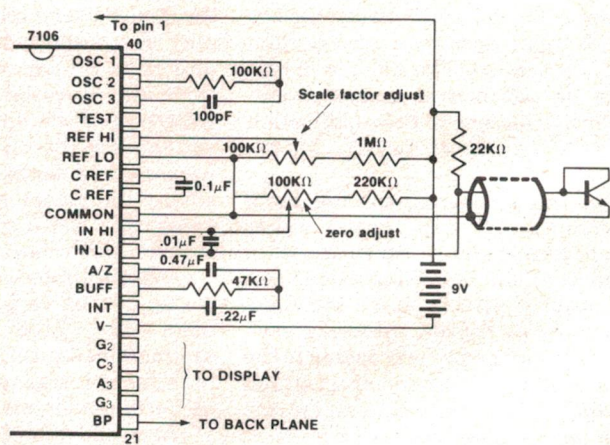 To pin 1
7106
40
OSC 1
OSC 2
100KΩ
OSC 3
100pF
TEST
Scale factor adjust
REF HI
REF LO
100KΩ
1MΩ
22KΩ
C REF
0.1µF
C REF
100KΩ
220KΩ
COMMON
IN HI
.01µF
zero adjust
IN LO
0.47µF
A/Z
BUFF
47KΩ
9V
INT
.22µF
V-
G2
C3
TO DISPLAY
A3
G3
BP
TO BACK PLANE
21